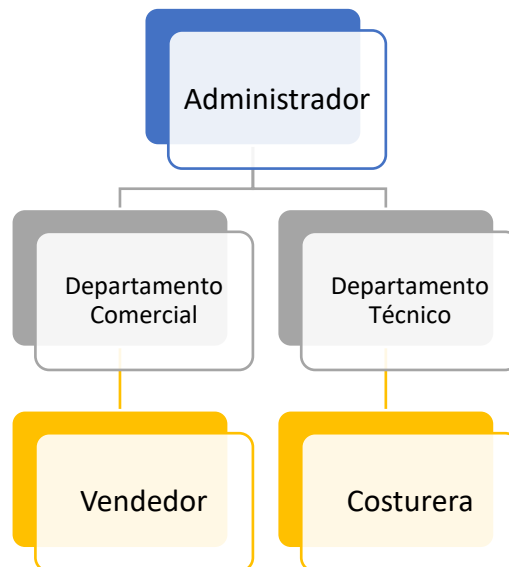 Administrador
Departamento
Comercial
Departamento
Técnico
Vendedor
Costurera